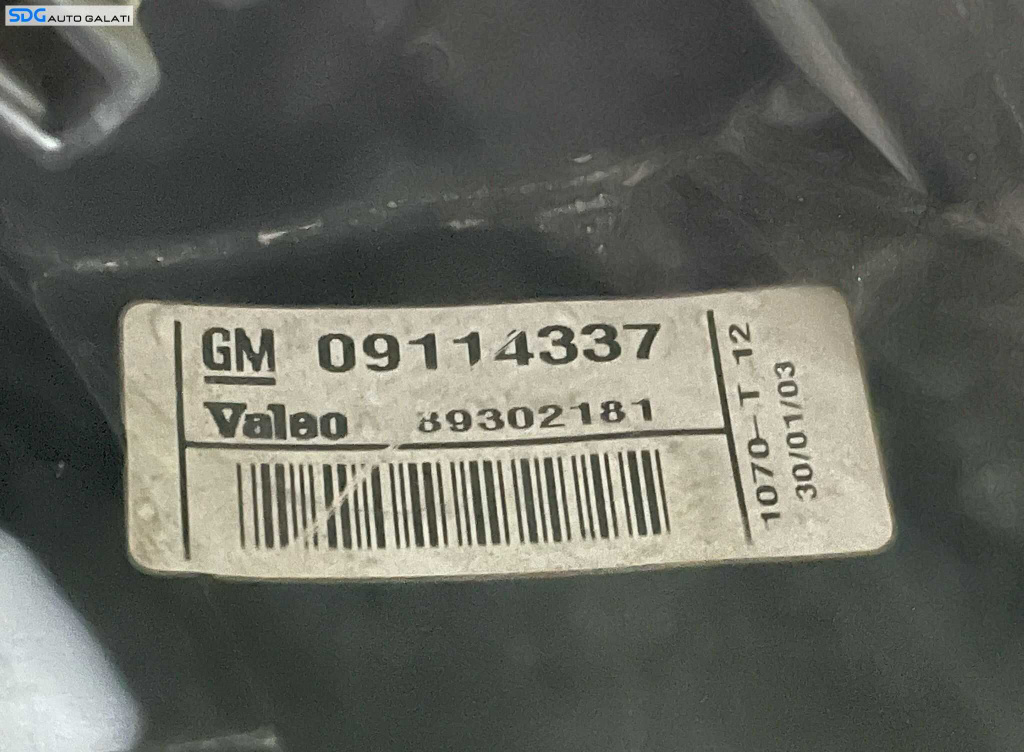 SDG AUTO GALATI
GM 09114337
Valeo 89302181
1070-T 12
30/01/03